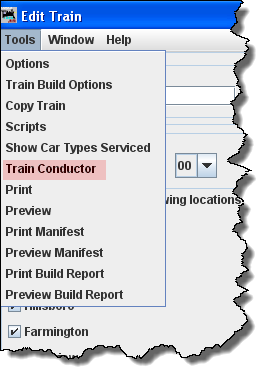 Edit Train
Tools Window Help
Options
Train Build Options
Copy Train
Scripts
Show Car Types Serviced
Train Conductor
00
Print
wing locations
Preview
Print Manifest
Preview Manifest
Print Build Report
Preview Build Report
Hillsboro
Farmington